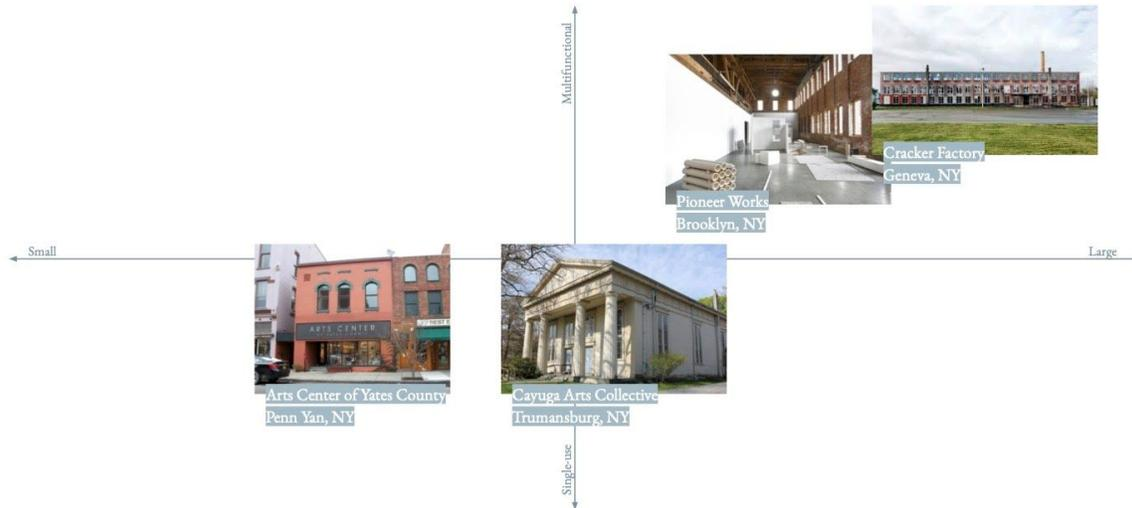 Multifunctional
Cracker Factory
Geneva, NY
Pioneer Works
Brooklyn, NY
Small
Large
ARTS CENTER
Arts Center of Yates County
Penn Yan, NY
Cayuga Arts Collective
Trumansburg, NY
Single-use